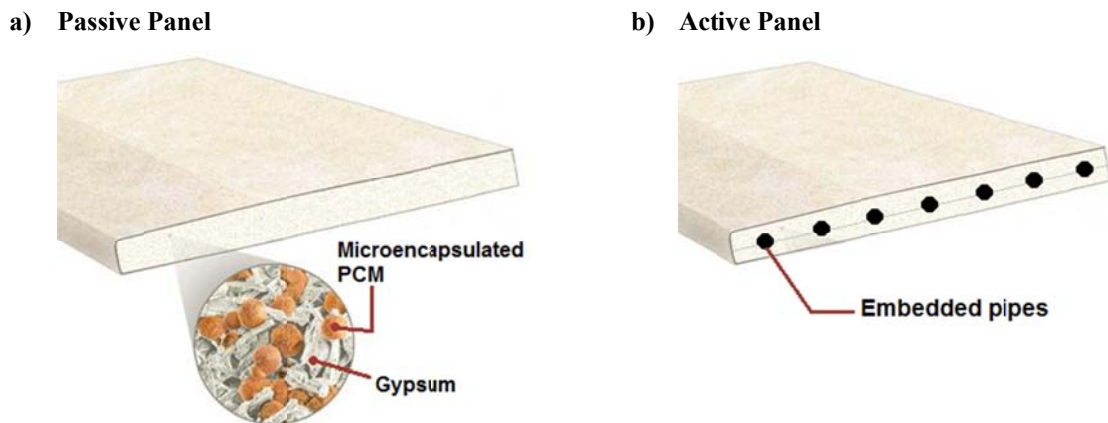 a) Passive Panel
b) Active Panel
Microencapsulated
PCM
Gypsum
Embedded pipes